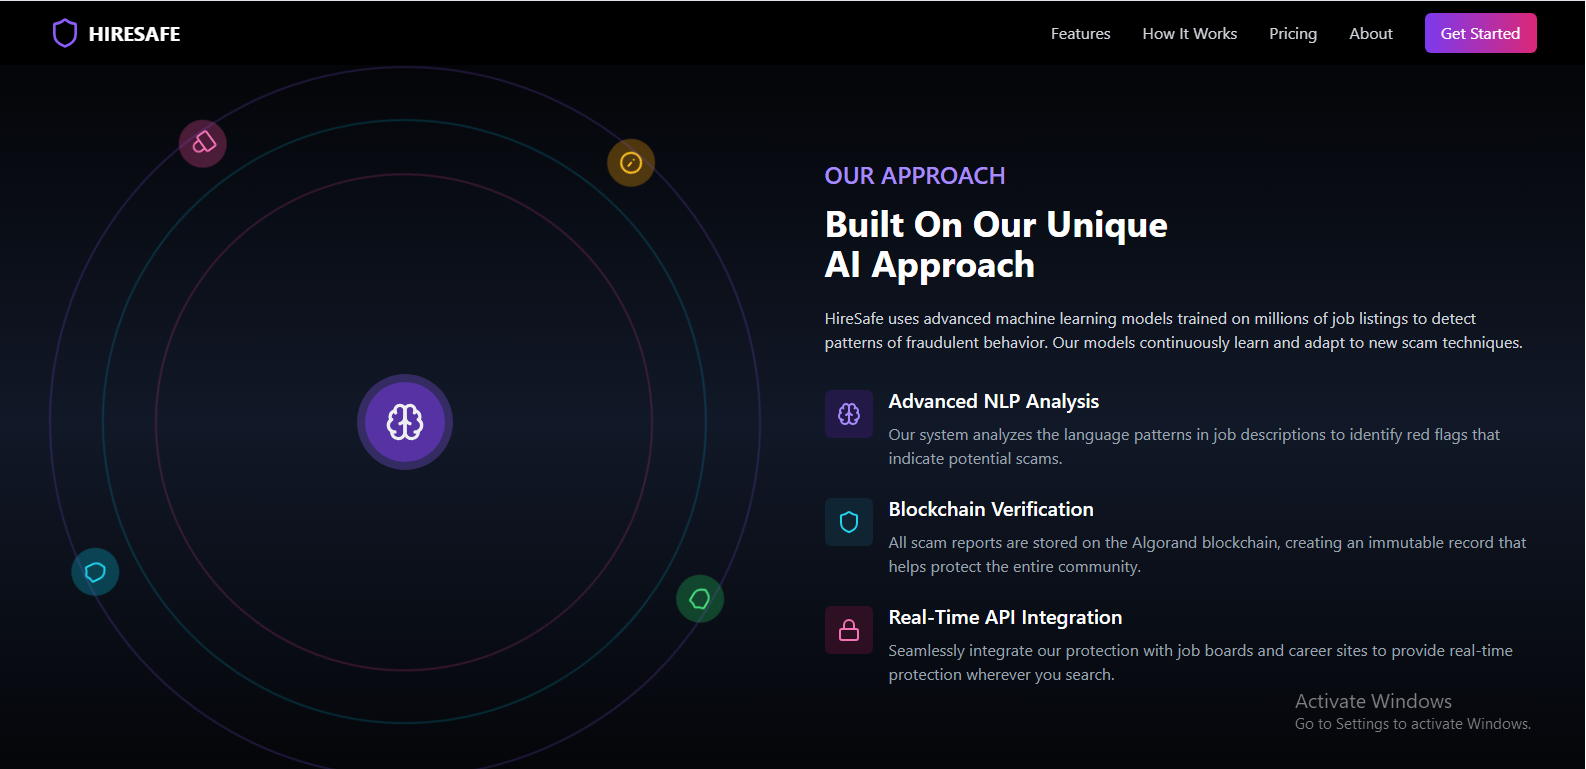 HIRESAFE
Features
How It Works
Pricing
About
Get Started
OUR APPROACH
Built On Our Unique
AI Approach
HireSafe uses advanced machine learning models trained on millions of job listings to detect
patterns of fraudulent behavior. Our models continuously learn and adapt to new scam techniques.
Advanced NLP Analysis
Our system analyzes the language patterns in job descriptions to identify red flags that
indicate potential scams.
Blockchain Verification
All scam reports are stored on the Algorand blockchain, creating an immutable record that
helps protect the entire community.
Real-Time API Integration
Seamlessly integrate our protection with job boards and career sites to provide real-time
protection wherever you search.
Activate Windows
Go to Settings to activate Windows.